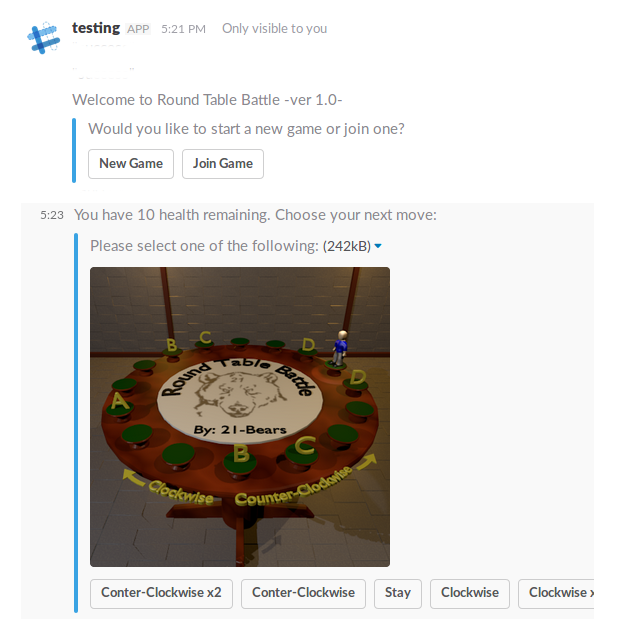 testing APP 5:21 PM Only visible to you
Welcome to Round Table Battle -ver 1.0-
Would you like to start a new game or join one?
New Game Join Game
5:23 You have 10 health remaining. Choose your next move:
Please select one of the following: (242kB)
B C D
D
A
Round Table Battle
By: 21-Bears
B C
Clockwise Counter-Clockwise
Conter-Clockwise x2 Conter-Clockwise Stay Clockwise Clockwise